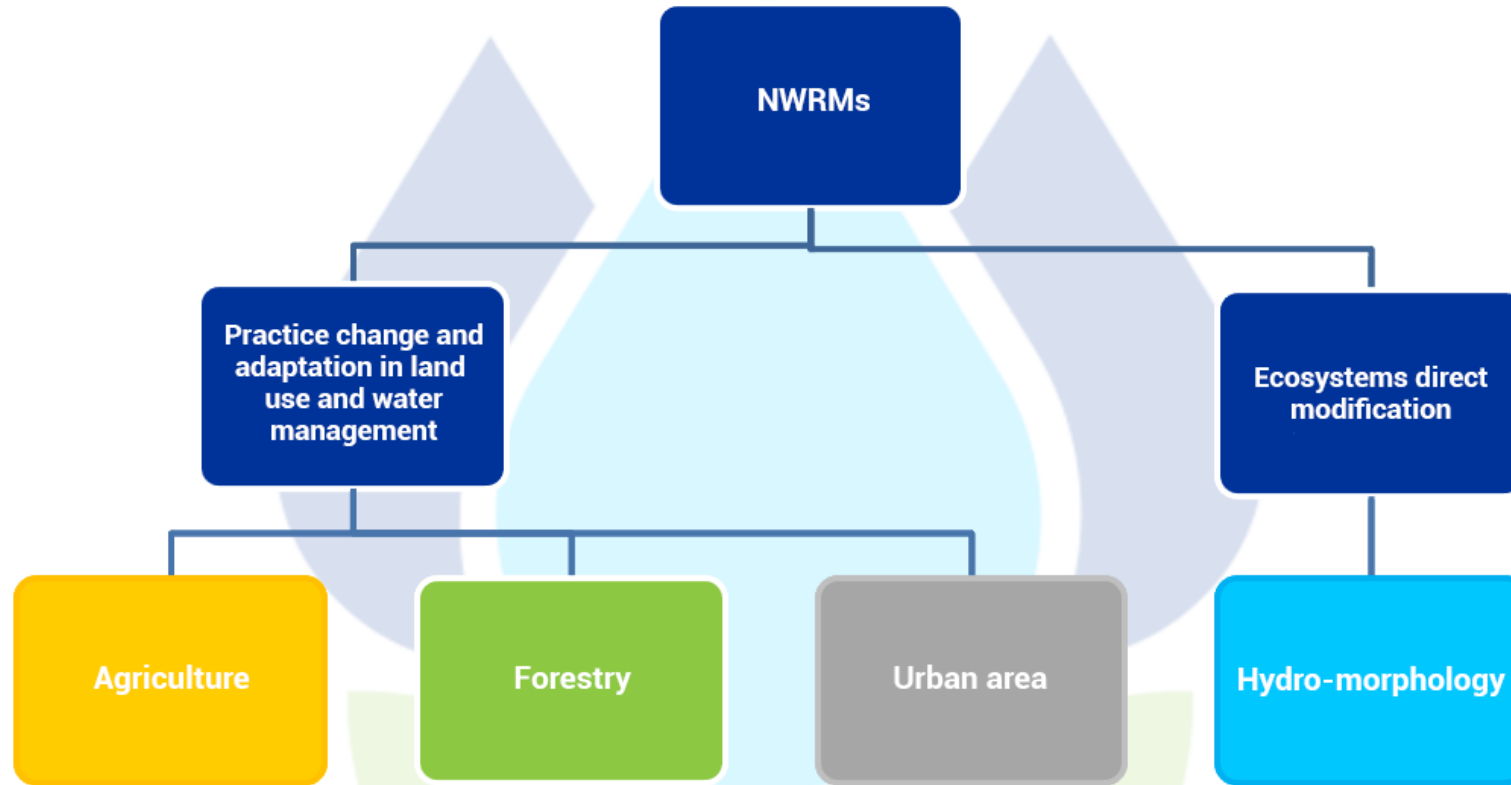 NWRMs
Practice change and
adaptation in land
use and water
management
Ecosystems direct
modification
Agriculture
Forestry
Urban area
Hydro-morphology